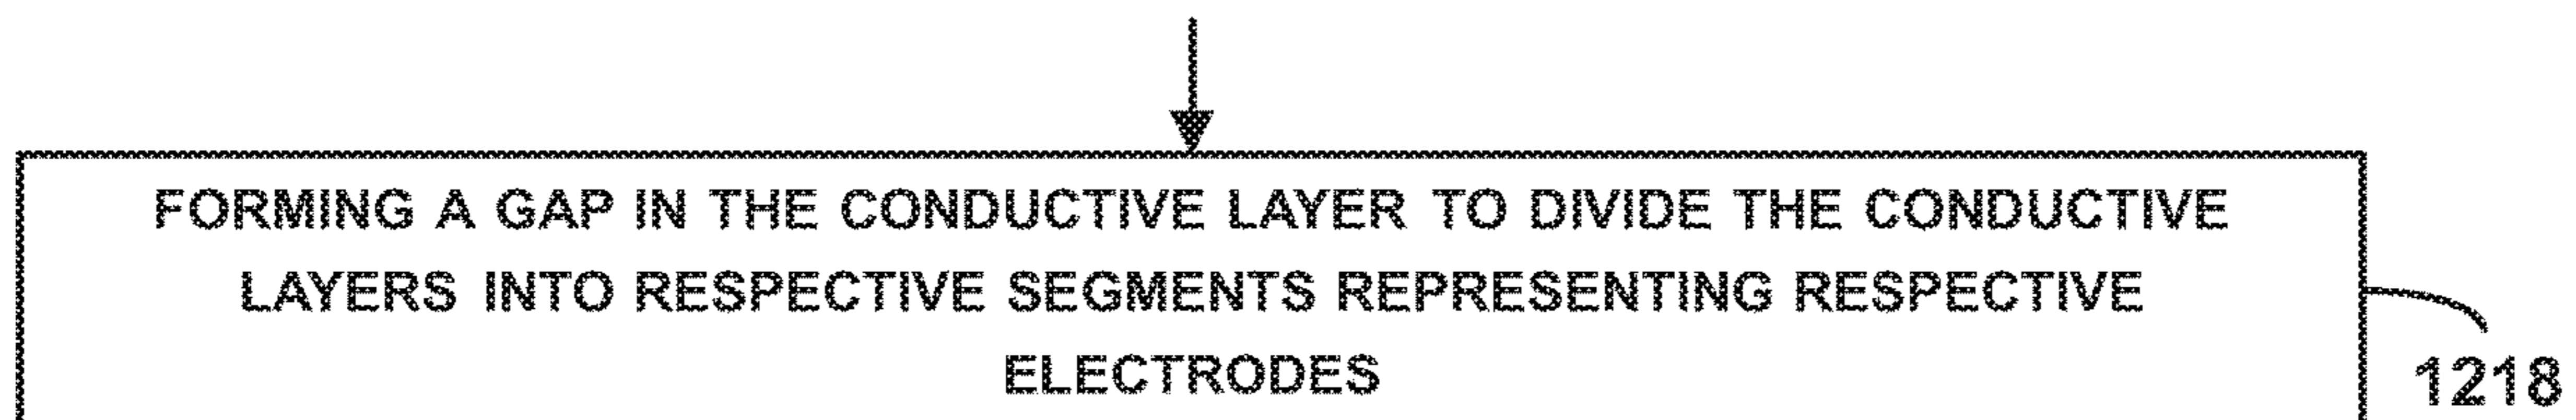 FORMING A GAP IN THE CONDUCTIVE LAYER TO DIVIDE THE CONDUCTIVE
LAYERS INTO RESPECTIVE SEGMENTS REPRESENTING RESPECTIVE
ELECTRODES
1218